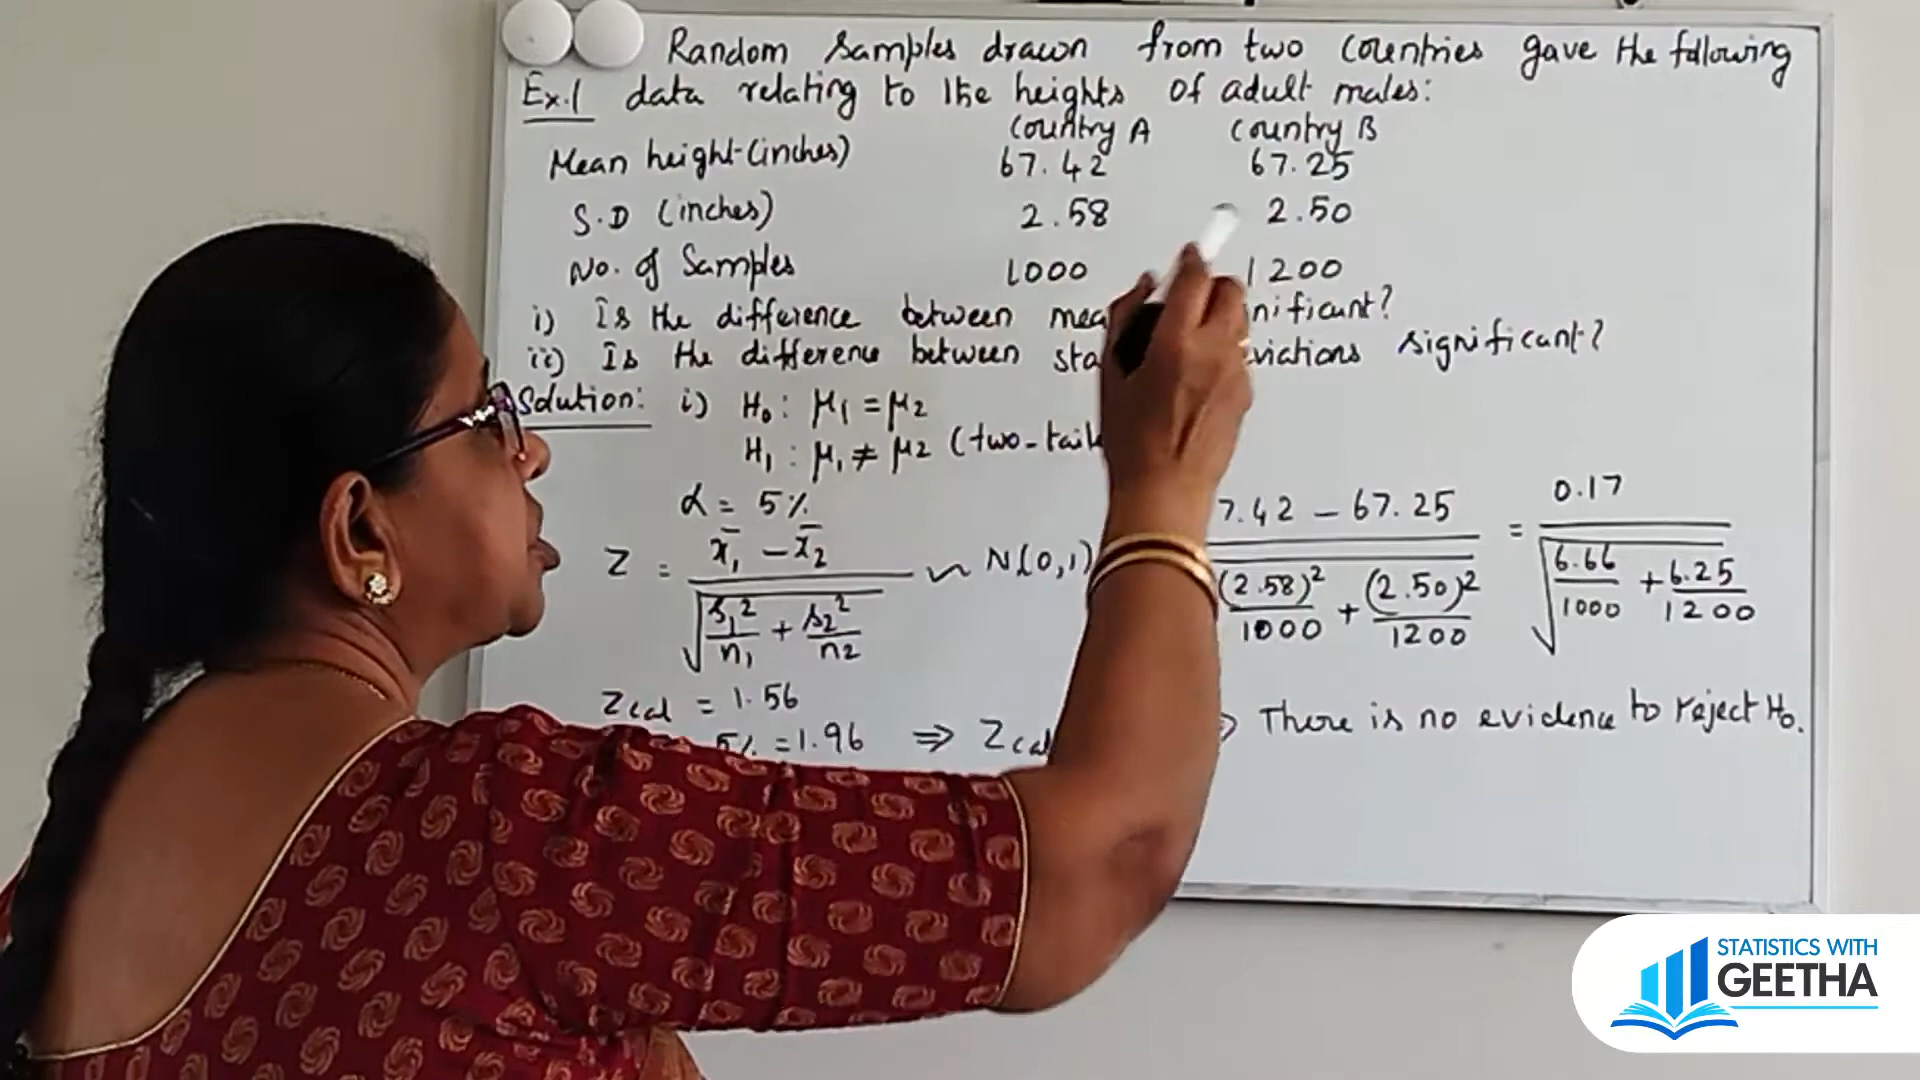 Random samples drawn from two countries gave the following
Ex.1 data relating to the heights of adult males:
Country A Country B
Mean height (inches) 67.42 67.25
S.D (inches) 2.58 2.50
No. of Samples 1000 1200
i) Is the difference between nificant?
ii) Is the difference between significant?
Solution: i) H₀ : μ₁ = μ₂
H₁ : μ₁ ≠ μ₂ (two-tail
α = 5%
Z = x̄₁ − x̄₂ / √(s₁²/n₁ + s₂²/n₂) ~ N(0,1) 7.42 − 67.25 / (2.58)²/1000 + (2.50)²/1200 = 0.17 / √(6.66/1000 + 6.25/1200)
Zcal = 1.56
5% = 1.96 ⇒ Zcal ⇒ There is no evidence to reject H₀.
STATISTICS WITH
GEETHA